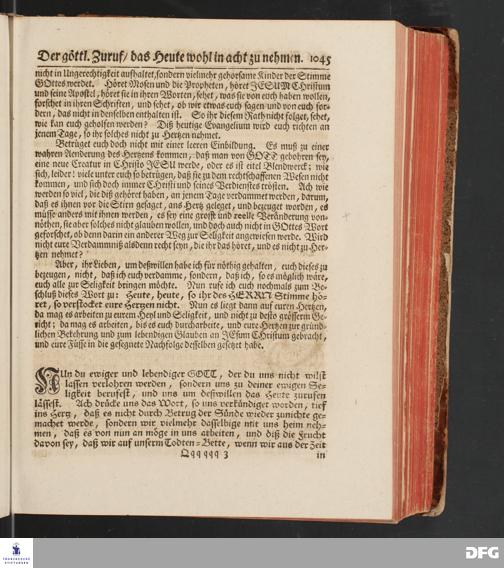 Der göttl. Zuruf/ das Heute wohl in acht zu nehmen. 1045
nicht in Ungerechtigkeit aufhaltet, sondern vielmehr gehorsame Kinder der Stimme
GOttes werdet. Höret Mosen und die Propheten, höret JESUM Christum
und seine Apostel, höret sie in ihren Worten, sehet, was sie von euch haben wollen,
forschet in ihren Schriften, und sehet, ob wir etwas euch sagen und von euch for-
dern, das nicht in denselben enthalten ist. So ihr diesem Rath nicht folget, sehet,
wie kan euch geholfen werden? Diß heutige Evangelium wird euch richten an
jenem Tage, so ihr solches nicht zu Hertzen nehmet.
Betrüget euch doch nicht mit einer leeren Einbildung. Es muß zu einer
wahren Aenderung des Hertzens kommen, daß man von GOTT gebohren sey,
eine neue Creatur in Christo JESU werde, oder es ist eitel Blendwerck; wie
sich, leider! viele unter euch so betrügen, daß sie zu dem rechtschaffenen Wesen nicht
kommen, und sich doch immer Christi und seines Verdienstes trösten. Ach wie
werden so viel, die diß gehöret haben, an jenem Tage verdammet werden, darum,
daß es ihnen vor die Stirn gesaget, ans Hertz geleget, und bezeuget worden, es
müsse anders mit ihnen werden, es sey eine grosse und reelle Veränderung von-
nöthen, sie aber solches nicht glauben wollen, und doch auch nicht in GOttes Wort
geforschet, ob denn darin ein anderer Weg zur Seligkeit angewiesen werde. Wird
nicht eure Verdammniß alsdenn recht seyn, die ihr das höret, und es nicht zu Her-
tzen nehmet?
Aber, ihr Lieben, um deßwillen habe ich für nöthig gehalten, euch dieses zu
bezeugen, nicht, daß ich euch verdamme, sondern, daß ich, so es möglich wäre,
euch alle zur Seligkeit bringen möchte. Nun rufe ich euch nochmals zum Be-
schluß dieses Wort zu: Heute, heute, so ihr des HERRN Stimme hö-
ret, so verstocket eure Hertzen nicht. Nun es liegt dann auf euren Hertzen,
da mag es arbeiten zu eurem Heyl und Seligkeit, und nicht zu desto grösserm Ge-
richt; da mag es arbeiten, bis es euch durcharbeite, und eure Hertzen zur gründ-
lichen Bekehrung und zum lebendigen Glauben an JEsum Christum gebracht,
und eure Füsse in die gesegnete Nachfolge desselben gesetzt habe.
NUn du ewiger und lebendiger GOTT, der du uns nicht wilst
lassen verlohren werden, sondern uns zu deiner ewigen Se-
ligkeit berufest, und uns um deßwillen das Heute zurufen
lässest. Ach drücke uns das Wort, so uns verkündiget worden, tief
ins Hertz, daß es nicht durch Betrug der Sünde wieder zunichte ge-
machet werde, sondern wir vielmehr dasselbige mit uns heim neh-
men, daß es von nun an möge in uns arbeiten, und diß die Frucht
davon sey, daß wir auf unserm Todten-Bette, wenn wir aus der Zeit
Qqqqqq 3 in
FRANCKESCHE
STIFTUNGEN
DFG